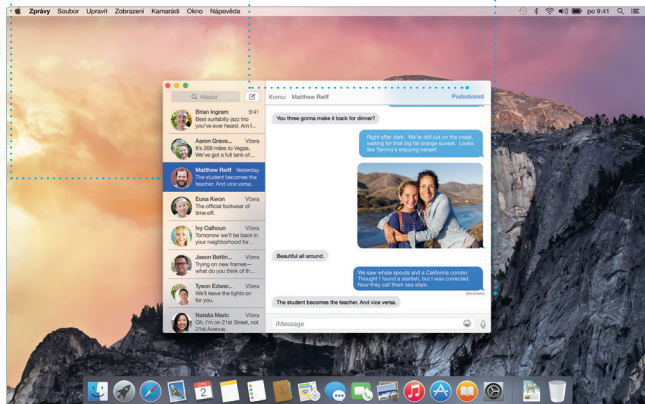 Zprávy Soubor Upravit Zobrazení Kamarádi Okno Nápověda po 9:41
Hledat
Komu: Matthew Reiff Podrobnosti
Brian Ingram 9:41
Best surfabilly jazz trio
you've ever heard. Am I...
Aaron Grave... Včera
It's 269 miles to Vegas.
We've got a full tank of...
Matthew Reiff Yesterday
The student becomes the
teacher. And vice versa.
Euna Kwon Včera
The official footwear of
time off.
Ivy Calhoun Včera
Tomorrow we'll be back in
your neighborhood for...
Jason Bettin... Včera
Trying on new frames—
what do you think of th...
Tyson Edwar... Včera
We'll leave the lights on
for you.
Natalia Maric Včera
Oh, I'm on 21st Street, not
21st Avenue.
You three gonna make it back for dinner?
Right after dark. We're still out on the coast,
waiting for that big fat orange sunset. Looks
like Tammy's enjoying herself.
Beautiful all around.
We saw whale spouts and a California condor.
Thought I found a starfish, but I was corrected.
Now they call them sea stars.
Doručeno
The student becomes the teacher. And vice versa.
iMessage
2